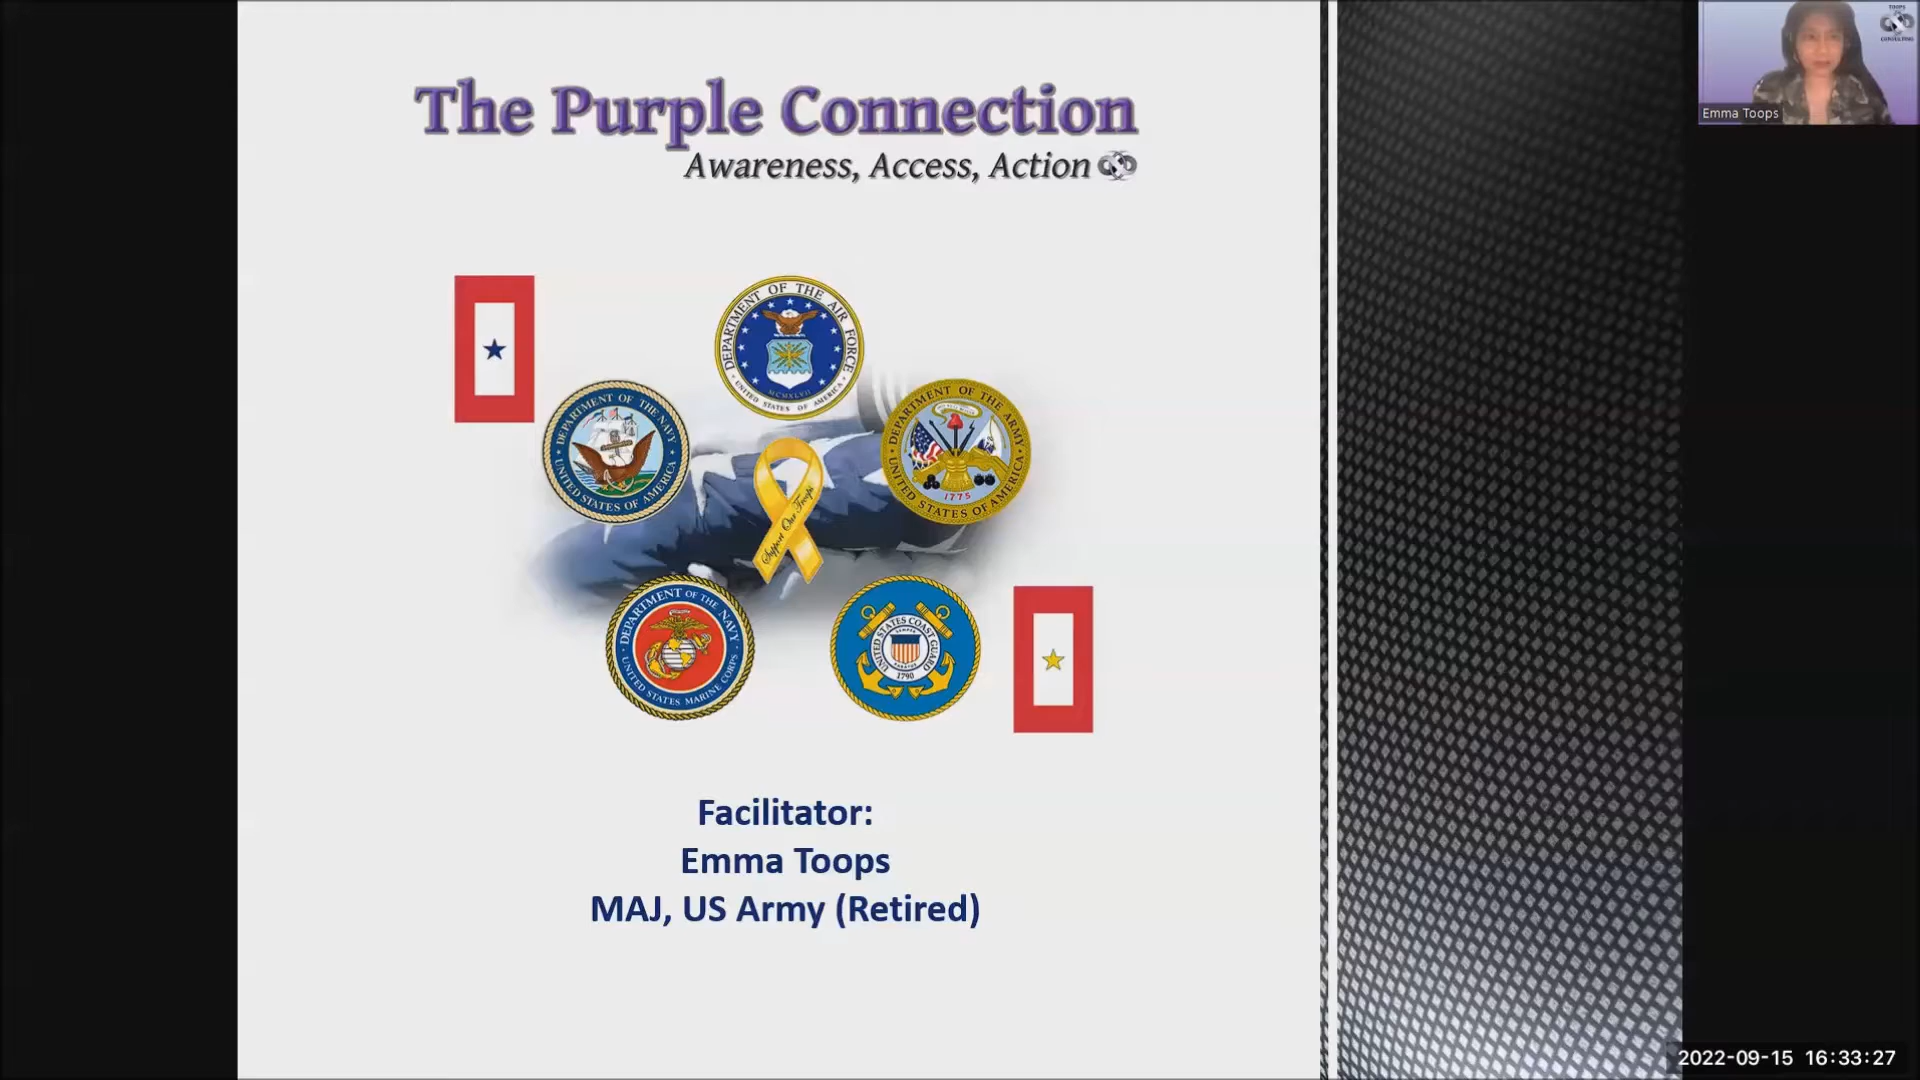 The Purple Connection
Awareness, Access, Action
TOOPS
CONSULTING
Emma Toops
DEPARTMENT OF THE AIR FORCE
UNITED STATES OF AMERICA
MCMXLVII
DEPARTMENT OF THE NAVY
UNITED STATES OF AMERICA
DEPARTMENT OF THE ARMY
1775
UNITED STATES OF AMERICA
Support Our Troops
DEPARTMENT OF THE NAVY
UNITED STATES MARINE CORPS
UNITED STATES COAST GUARD
1790
Facilitator:
Emma Toops
MAJ, US Army (Retired)
2022-09-15 16:33:27